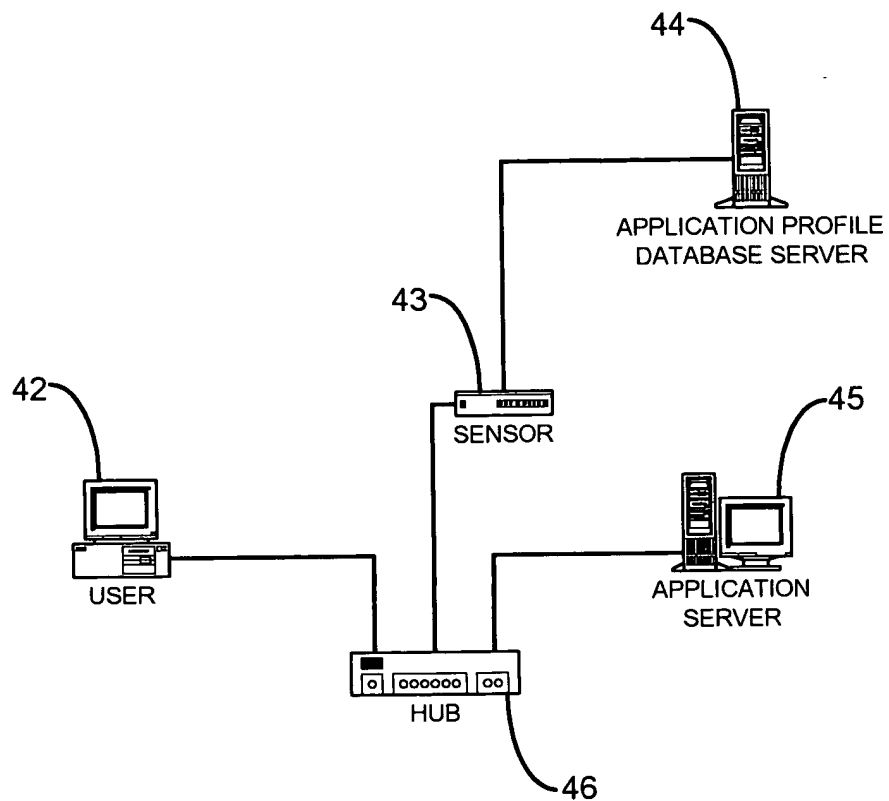 44
APPLICATION PROFILE
DATABASE SERVER
43
SENSOR
42
USER
45
APPLICATION
SERVER
HUB
46